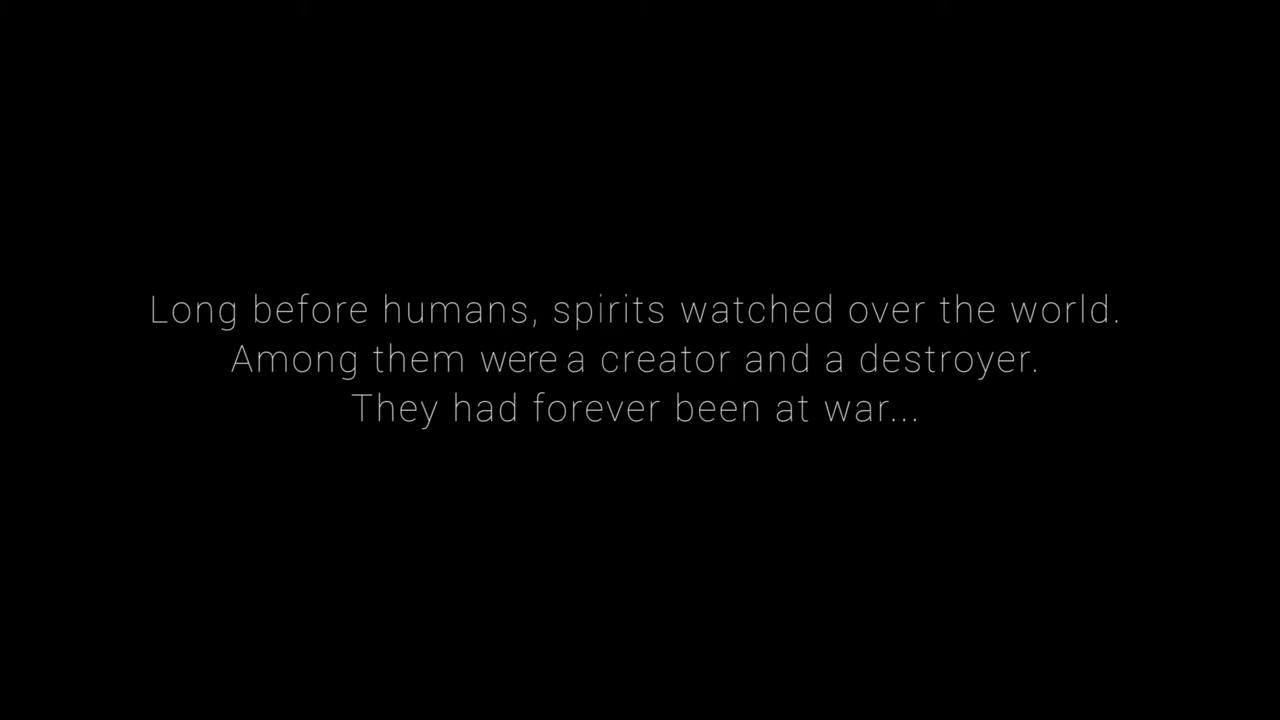 Long before humans, spirits watched over the world.
Among them were a creator and a destroyer.
They had forever been at war...